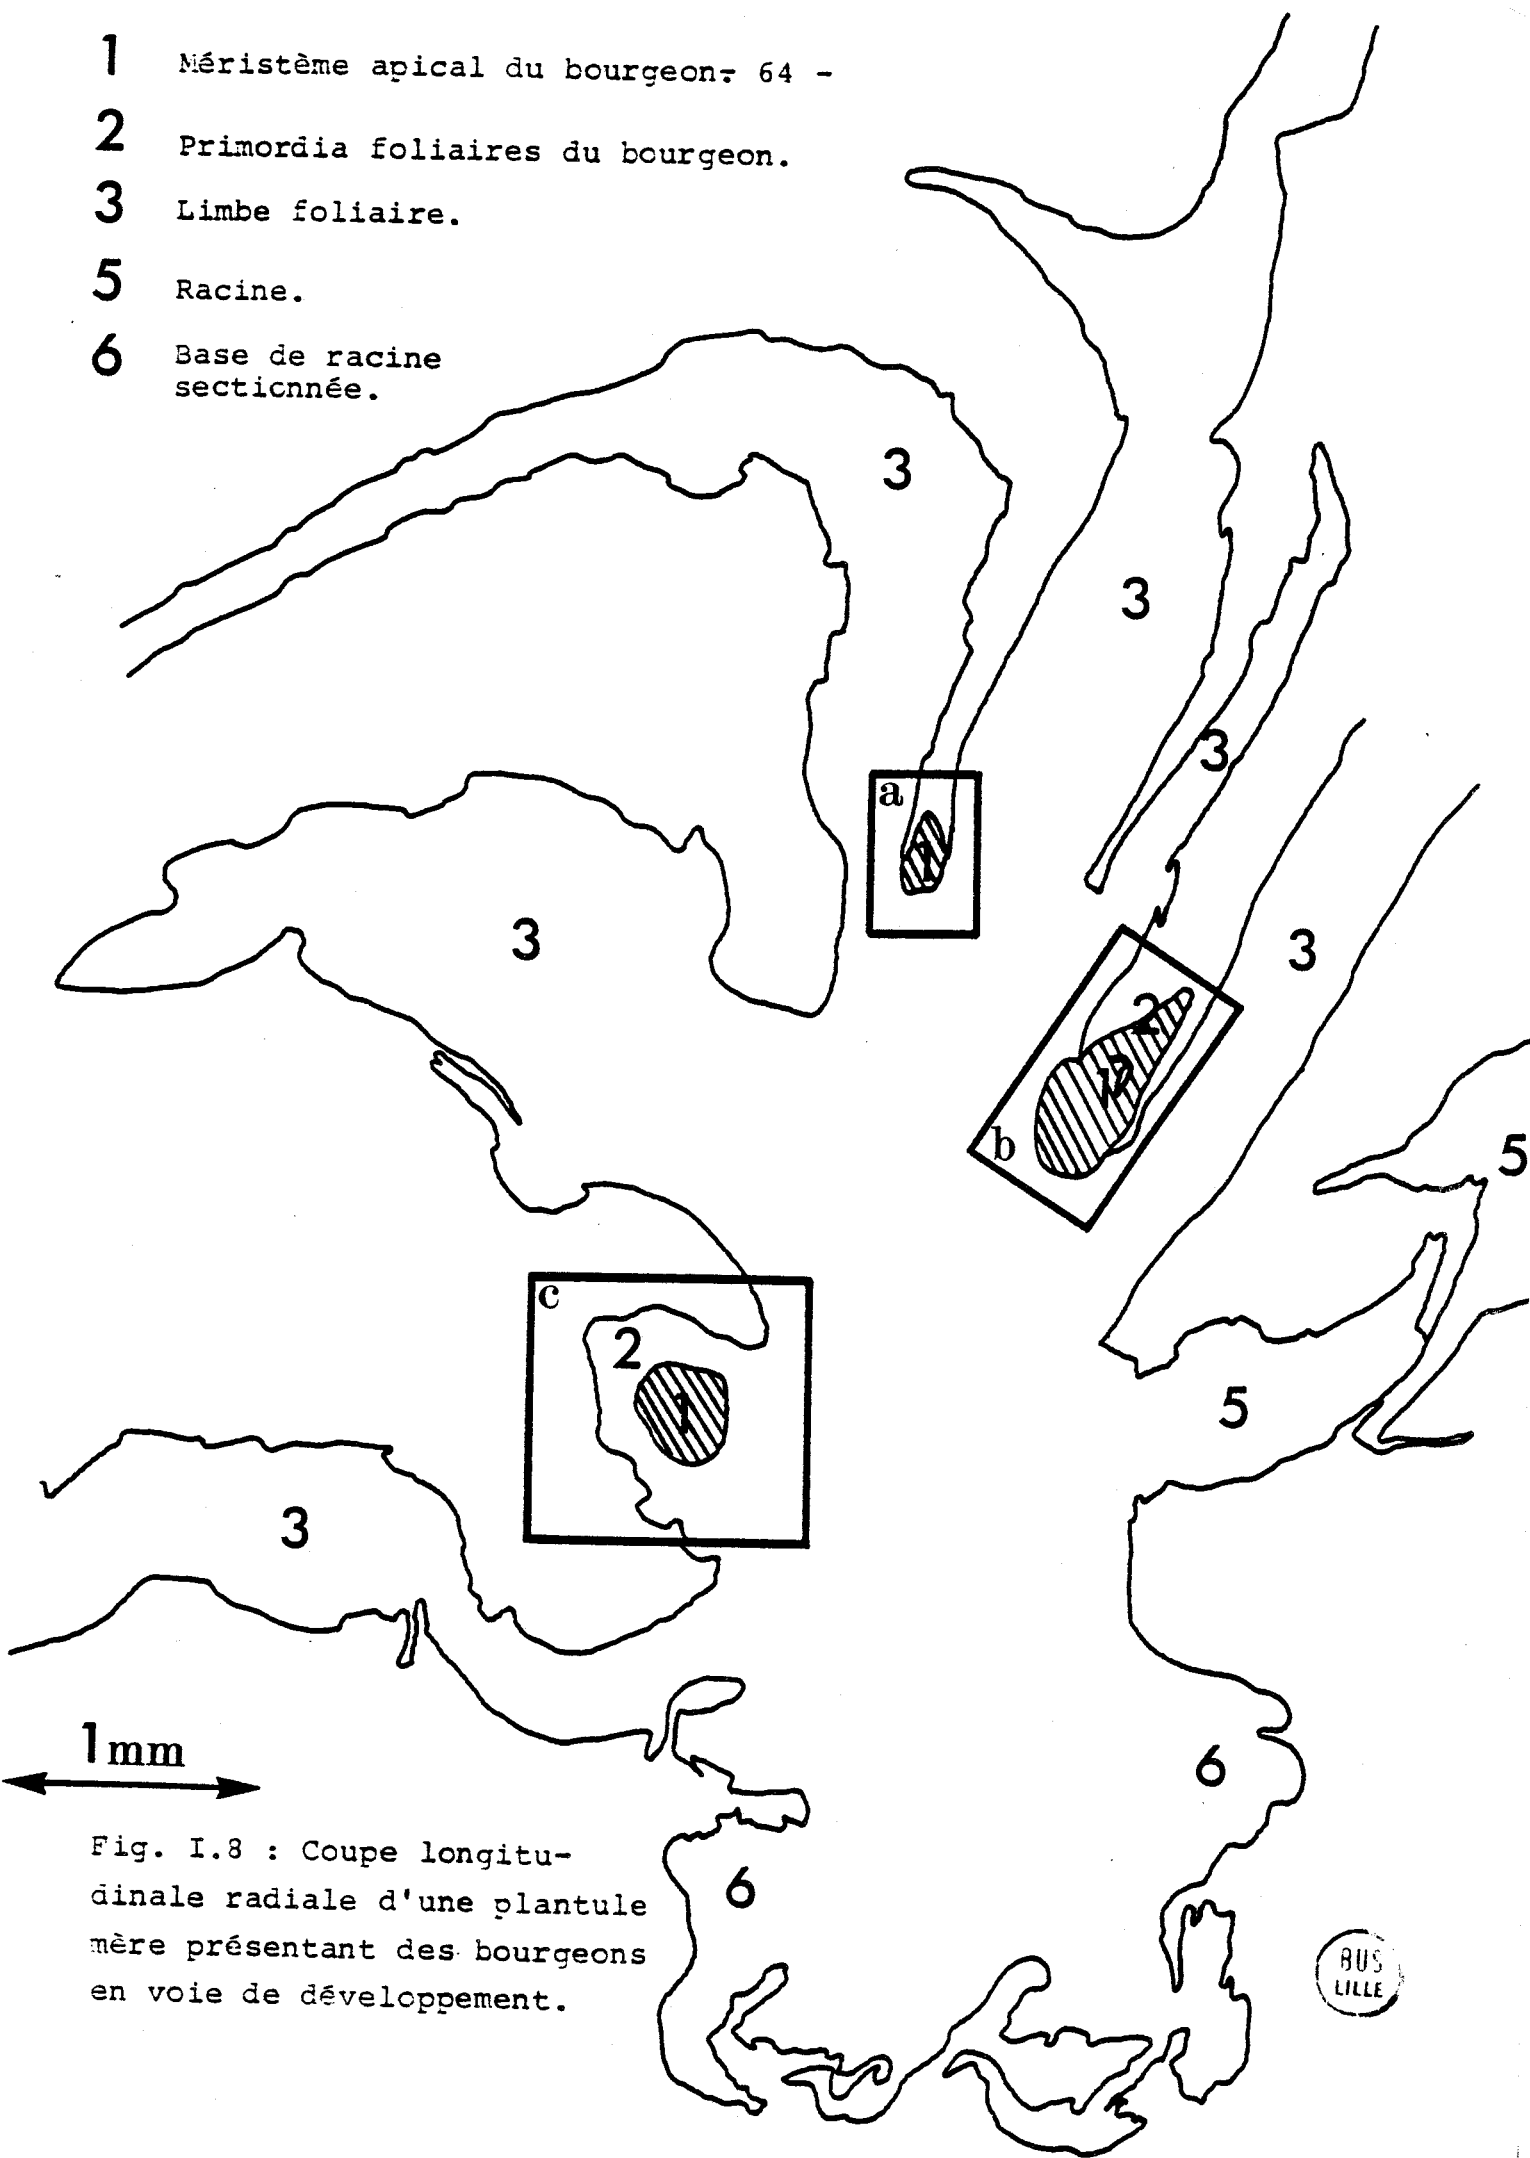 1 Méristème apical du bourgeon. - 64 -
2 Primordia foliaires du bourgeon.
3 Limbe foliaire.
5 Racine.
6 Base de racine
sectionnée.
3
3
3
a
1
3
3
2
1
b
5
c
2
1
5
3
1mm
6
6
Fig. I.8 : Coupe longitu-
dinale radiale d'une plantule
mère présentant des bourgeons
en voie de développement.
BUS
LILLE